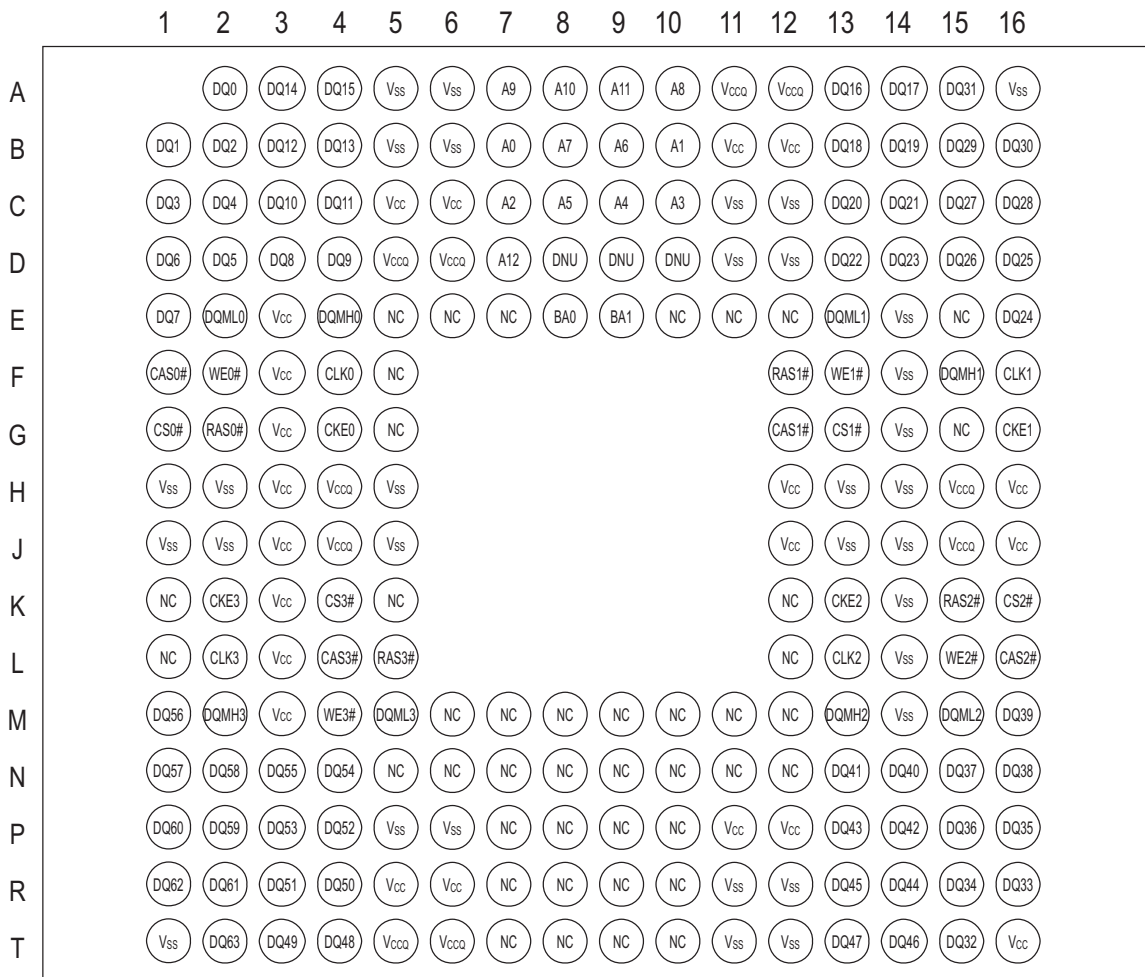 1 2 3 4 5 6 7 8 9 10 11 12 13 14 15 16
A DQ0 DQ14 DQ15 Vss Vss A9 A10 A11 A8 VCCQ VCCQ DQ16 DQ17 DQ31 Vss
B DQ1 DQ2 DQ12 DQ13 Vss Vss A0 A7 A6 A1 VCC VCC DQ18 DQ19 DQ29 DQ30
C DQ3 DQ4 DQ10 DQ11 VCC VCC A2 A5 A4 A3 Vss Vss DQ20 DQ21 DQ27 DQ28
D DQ6 DQ5 DQ8 DQ9 VCCQ VCCQ A12 DNU DNU DNU Vss Vss DQ22 DQ23 DQ26 DQ25
E DQ7 DQML0 VCC DQMH0 NC NC NC BA0 BA1 NC NC NC DQML1 Vss NC DQ24
F CAS0# WE0# VCC CLK0 NC RAS1# WE1# Vss DQMH1 CLK1
G CS0# RAS0# VCC CKE0 NC CAS1# CS1# Vss NC CKE1
H Vss Vss VCC VCCQ Vss VCC Vss Vss VCCQ VCC
J Vss Vss VCC VCCQ Vss VCC Vss Vss VCCQ VCC
K NC CKE3 VCC CS3# NC NC CKE2 Vss RAS2# CS2#
L NC CLK3 VCC CAS3# RAS3# NC CLK2 Vss WE2# CAS2#
M DQ56 DQMH3 VCC WE3# DQML3 NC NC NC NC NC NC NC DQMH2 Vss DQML2 DQ39
N DQ57 DQ58 DQ55 DQ54 NC NC NC NC NC NC NC NC DQ41 DQ40 DQ37 DQ38
P DQ60 DQ59 DQ53 DQ52 Vss Vss NC NC NC NC VCC VCC DQ43 DQ42 DQ36 DQ35
R DQ62 DQ61 DQ51 DQ50 VCC VCC NC NC NC NC Vss Vss DQ45 DQ44 DQ34 DQ33
T Vss DQ63 DQ49 DQ48 VCCQ VCCQ NC NC NC NC Vss Vss DQ47 DQ46 DQ32 VCC